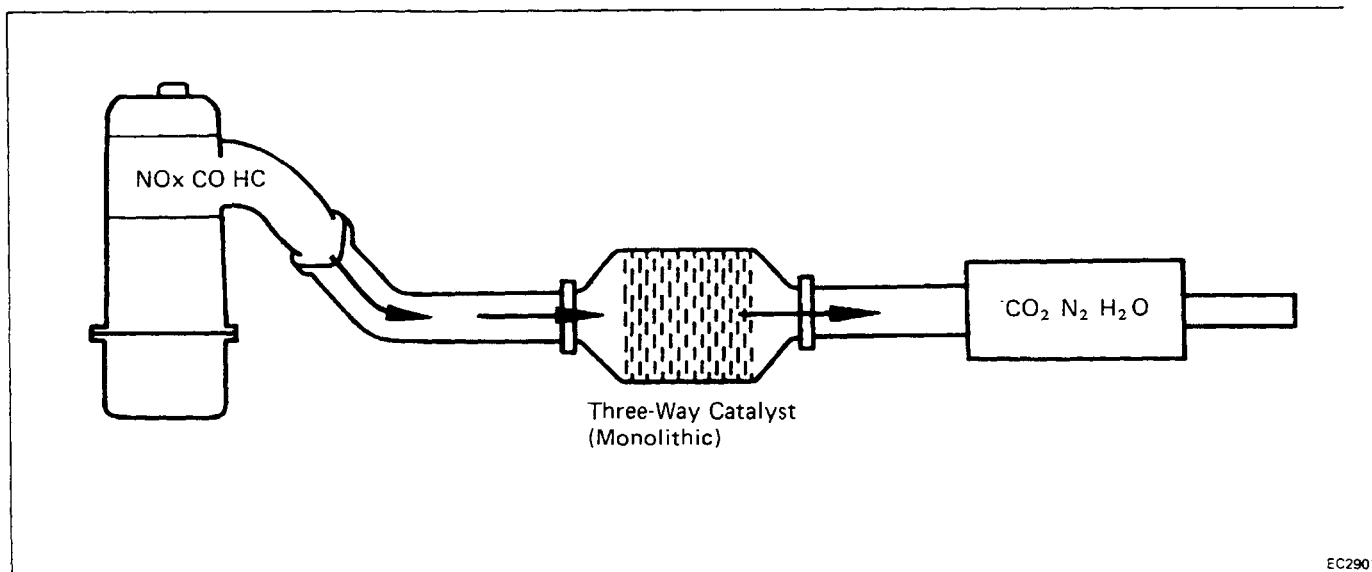 NOx CO HC
CO₂ N₂ H₂O
Three-Way Catalyst
(Monolithic)
EC290